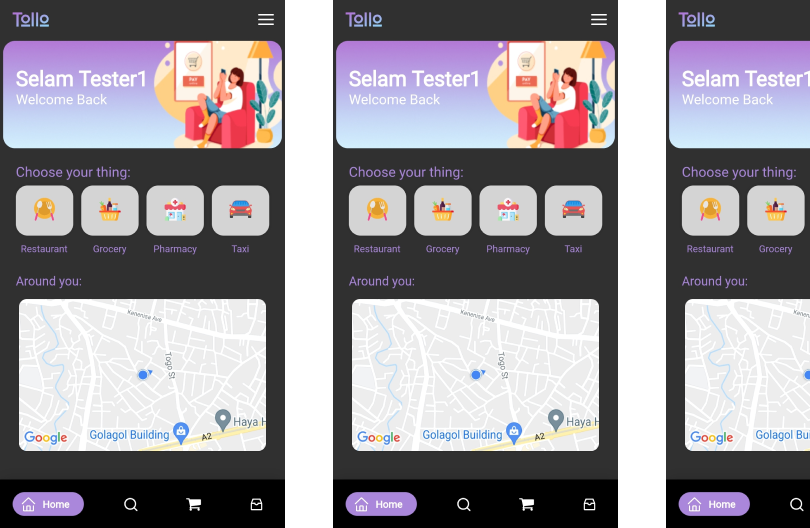 Tollo
Selam Tester1
Welcome Back
PAY
Choose your thing:
Restaurant
Grocery
Pharmacy
Taxi
Around you:
Kenenisa Ave
Togo St
Golagol Building
A2
Haya H
Google
Home
Tollo
Selam Tester1
Welcome Back
PAY
Choose your thing:
Restaurant
Grocery
Pharmacy
Taxi
Around you:
Kenenisa Ave
Togo St
Golagol Building
A2
Haya H
Google
Home
Tollo
Selam Tester1
Welcome Back
Choose your thing:
Restaurant
Grocery
Around you:
Kenenisa Ave
Google
Golagol Buil
Home